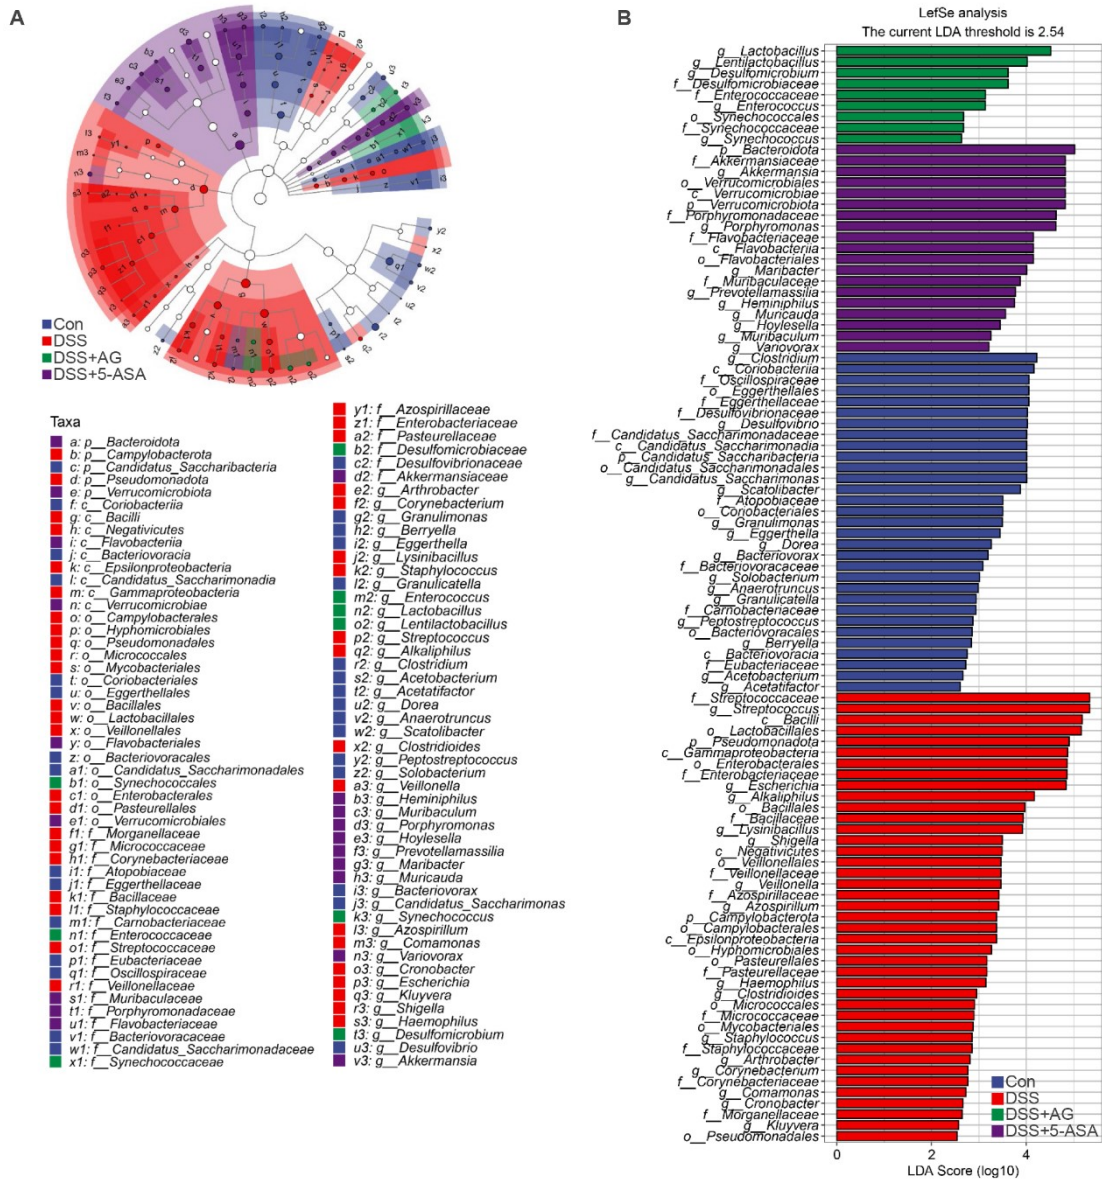 A
Con
DSS
DSS+AG
DSS+5-ASA
Taxa
a: p__Bacteroidota
b: p__Campylobacterota
c: p__Candidatus_Saccharibacteria
d: p__Pseudomonadota
e: p__Verrucomicrobiota
f: c__Coriobacteriia
g: c__Bacilli
h: c__Negativicutes
i: c__Flavobacteriia
j: c__Bacteriovoracia
k: c__Epsilonproteobacteria
l: c__Candidatus_Saccharimonadia
m: c__Gammaproteobacteria
n: c__Verrucomicrobiae
o: o__Campylobacterales
p: o__Hyphomicrobiales
q: o__Pseudomonadales
r: o__Micrococcales
s: o__Mycobacteriales
t: o__Coriobacteriales
u: o__Eggerthellales
v: o__Bacillales
w: o__Lactobacillales
x: o__Veillonellales
y: o__Flavobacteriales
z: o__Bacteriovorales
a1: o__Candidatus_Saccharimonadales
b1: o__Synechococcales
c1: o__Enterobacterales
d1: o__Pasteurellales
e1: o__Verrucomicrobiales
f1: f__Morganellaceae
g1: f__Micrococcaceae
h1: f__Corynebacteriaceae
i1: f__Atopobiaceae
j1: f__Eggerthellaceae
k1: f__Bacillaceae
l1: f__Staphylococcaceae
m1: f__Carnobacteriaceae
n1: f__Enterococcaceae
o1: f__Streptococcaceae
p1: f__Eubacteriaceae
q1: f__Oscillospiraceae
r1: f__Veillonellaceae
s1: f__Muribaculaceae
t1: f__Porphyromonadaceae
u1: f__Flavobacteriaceae
v1: f__Bacteriovoracaceae
w1: f__Candidatus_Saccharimonadaceae
x1: f__Synechococcaceae
y1: f__Azospirillaceae
z1: f__Enterobacteriaceae
a2: f__Pasteurellaceae
b2: f__Desulfomicrobiaceae
c2: f__Desulfovibrionaceae
d2: f__Akkermansiaceae
e2: g__Arthrobacter
f2: g__Corynebacterium
g2: g__Granulimonas
h2: g__Berryella
i2: g__Eggerthella
j2: g__Lysinibacillus
k2: g__Staphylococcus
l2: g__Granulicatella
m2: g__Enterococcus
n2: g__Lactobacillus
o2: g__Lentilactobacillus
p2: g__Streptococcus
q2: g__Alkaliphilus
r2: g__Clostridium
s2: g__Acetobacterium
t2: g__Acetatifactor
u2: g__Dorea
v2: g__Anaerotruncus
w2: g__Scatolibacter
x2: g__Clostridioides
y2: g__Peptostreptococcus
z2: g__Solobacterium
a3: g__Veillonella
b3: g__Heminiphilus
c3: g__Muribaculum
d3: g__Porphyromonas
e3: g__Hoylesella
f3: g__Prevotellamassilia
g3: g__Maribacter
h3: g__Muricauda
i3: g__Bacteriovorax
j3: g__Candidatus_Saccharimonas
k3: g__Synechococcus
l3: g__Azospirillum
m3: g__Comamonas
n3: g__Variovorax
o3: g__Cronobacter
p3: g__Escherichia
q3: g__Kluyvera
r3: g__Shigella
s3: g__Haemophilus
t3: g__Desulfomicrobium
u3: g__Desulfovibrio
v3: g__Akkermansia
B
LefSe analysis
The current LDA threshold is 2.54
g__Lactobacillus
g__Lentilactobacillus
g__Desulfomicrobium
f__Desulfomicrobiaceae
f__Enterococcaceae
g__Enterococcus
o__Synechococcales
f__Synechococcaceae
g__Synechococcus
p__Bacteroidota
f__Akkermansiaceae
g__Akkermansia
o__Verrucomicrobiales
c__Verrucomicrobiae
p__Verrucomicrobiota
f__Porphyromonadaceae
g__Porphyromonas
f__Flavobacteriaceae
c__Flavobacteriia
o__Flavobacteriales
g__Maribacter
f__Muribaculaceae
g__Prevotellamassilia
g__Heminiphilus
g__Muricauda
g__Hoylesella
g__Muribaculum
g__Variovorax
g__Clostridium
c__Coriobacteriia
f__Oscillospiraceae
o__Eggerthellales
f__Eggerthellaceae
f__Desulfovibrionaceae
g__Desulfovibrio
f__Candidatus_Saccharimonadaceae
c__Candidatus_Saccharimonadia
p__Candidatus_Saccharibacteria
o__Candidatus_Saccharimonadales
g__Candidatus_Saccharimonas
g__Scatolibacter
f__Atopobiaceae
o__Coriobacteriales
g__Granulimonas
g__Eggerthella
g__Dorea
g__Bacteriovorax
f__Bacteriovoracaceae
g__Solobacterium
g__Anaerotruncus
g__Granulicatella
f__Carnobacteriaceae
g__Peptostreptococcus
o__Bacteriovoracales
g__Berryella
c__Bacteriovoracia
f__Eubacteriaceae
g__Acetobacterium
g__Acetatifactor
f__Streptococcaceae
g__Streptococcus
c__Bacilli
o__Lactobacillales
p__Pseudomonadota
c__Gammaproteobacteria
o__Enterobacterales
f__Enterobacteriaceae
g__Escherichia
g__Alkaliphilus
o__Bacillales
f__Bacillaceae
g__Lysinibacillus
g__Shigella
c__Negativicutes
o__Veillonellales
f__Veillonellaceae
g__Veillonella
f__Azospirillaceae
g__Azospirillum
p__Campylobacterota
o__Campylobacterales
c__Epsilonproteobacteria
o__Hyphomicrobiales
o__Pasteurellales
f__Pasteurellaceae
g__Haemophilus
g__Clostridioides
o__Micrococcales
f__Micrococcaceae
o__Mycobacteriales
g__Staphylococcus
f__Staphylococcaceae
g__Arthrobacter
g__Corynebacterium
f__Corynebacteriaceae
g__Comamonas
g__Cronobacter
f__Morganellaceae
g__Kluyvera
o__Pseudomonadales
Con
DSS
DSS+AG
DSS+5-ASA
0 2 4
LDA Score (log10)